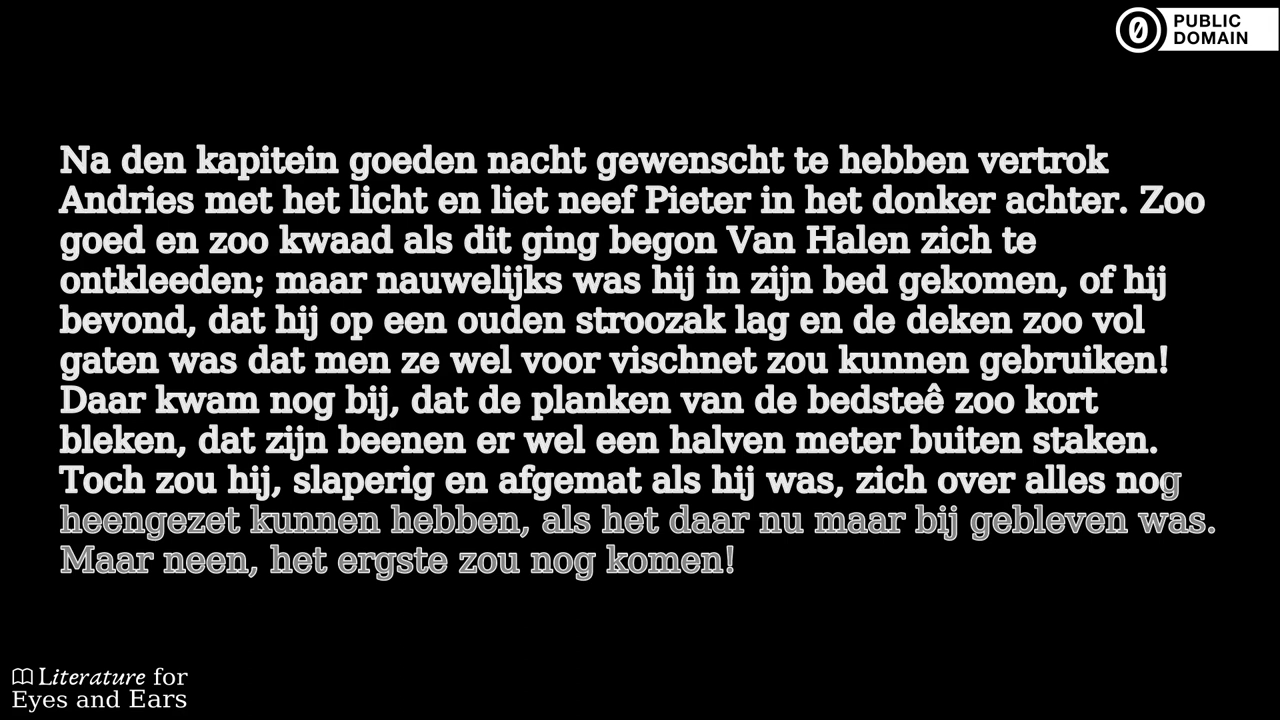 PUBLIC
DOMAIN
Na den kapitein goeden nacht gewenscht te hebben vertrok
Andries met het licht en liet neef Pieter in het donker achter. Zoo
goed en zoo kwaad als dit ging begon Van Halen zich te
ontkleeden; maar nauwelijks was hij in zijn bed gekomen, of hij
bevond, dat hij op een ouden stroozak lag en de deken zoo vol
gaten was dat men ze wel voor vischnet zou kunnen gebruiken!
Daar kwam nog bij, dat de planken van de bedsteê zoo kort
bleken, dat zijn beenen er wel een halven meter buiten staken.
Toch zou hij, slaperig en afgemat als hij was, zich over alles nog
heengezet kunnen hebben, als het daar nu maar bij gebleven was.
Maar neen, het ergste zou nog komen!
Literature for
Eyes and Ears